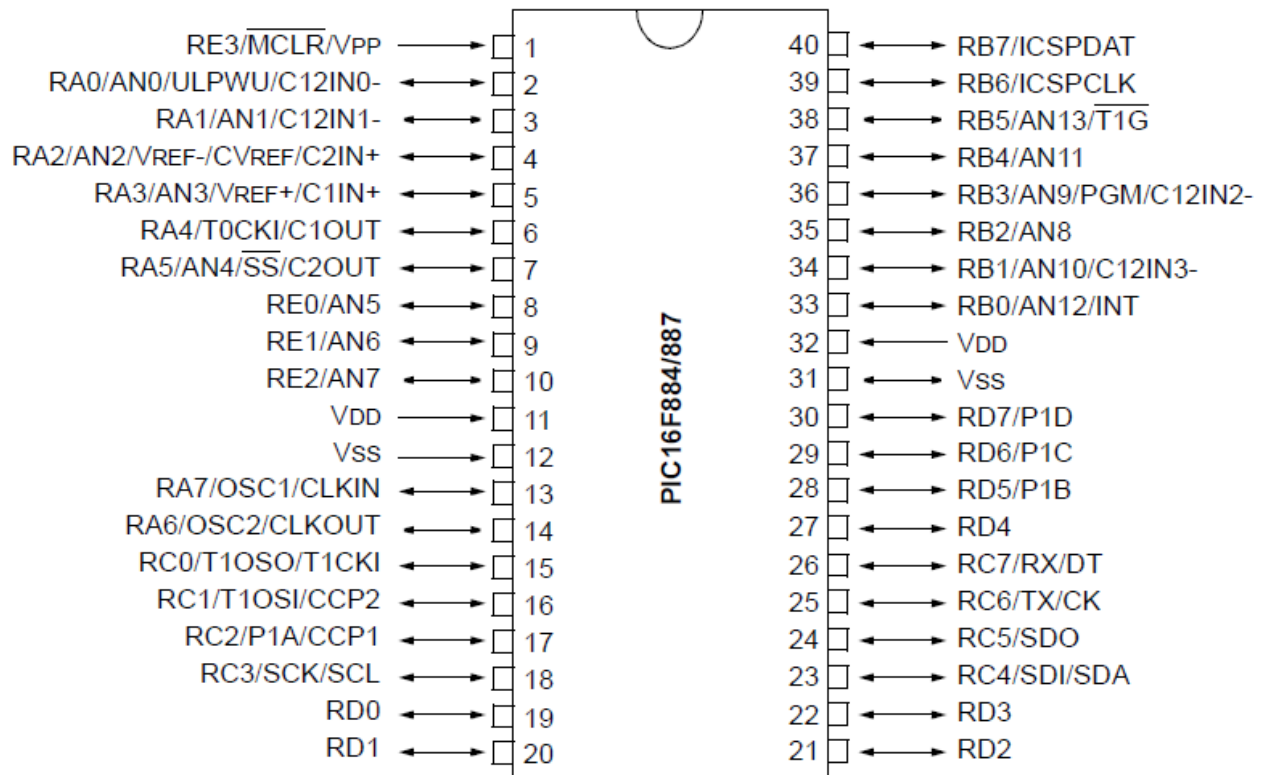 RE3/MCLR/VPP 1
RA0/AN0/ULPWU/C12IN0- 2
RA1/AN1/C12IN1- 3
RA2/AN2/VREF-/CVREF/C2IN+ 4
RA3/AN3/VREF+/C1IN+ 5
RA4/T0CKI/C1OUT 6
RA5/AN4/SS/C2OUT 7
RE0/AN5 8
RE1/AN6 9
RE2/AN7 10
VDD 11
VSS 12
RA7/OSC1/CLKIN 13
RA6/OSC2/CLKOUT 14
RC0/T1OSO/T1CKI 15
RC1/T1OSI/CCP2 16
RC2/P1A/CCP1 17
RC3/SCK/SCL 18
RD0 19
RD1 20
PIC16F884/887
40 RB7/ICSPDAT
39 RB6/ICSPCLK
38 RB5/AN13/T1G
37 RB4/AN11
36 RB3/AN9/PGM/C12IN2-
35 RB2/AN8
34 RB1/AN10/C12IN3-
33 RB0/AN12/INT
32 VDD
31 VSS
30 RD7/P1D
29 RD6/P1C
28 RD5/P1B
27 RD4
26 RC7/RX/DT
25 RC6/TX/CK
24 RC5/SDO
23 RC4/SDI/SDA
22 RD3
21 RD2